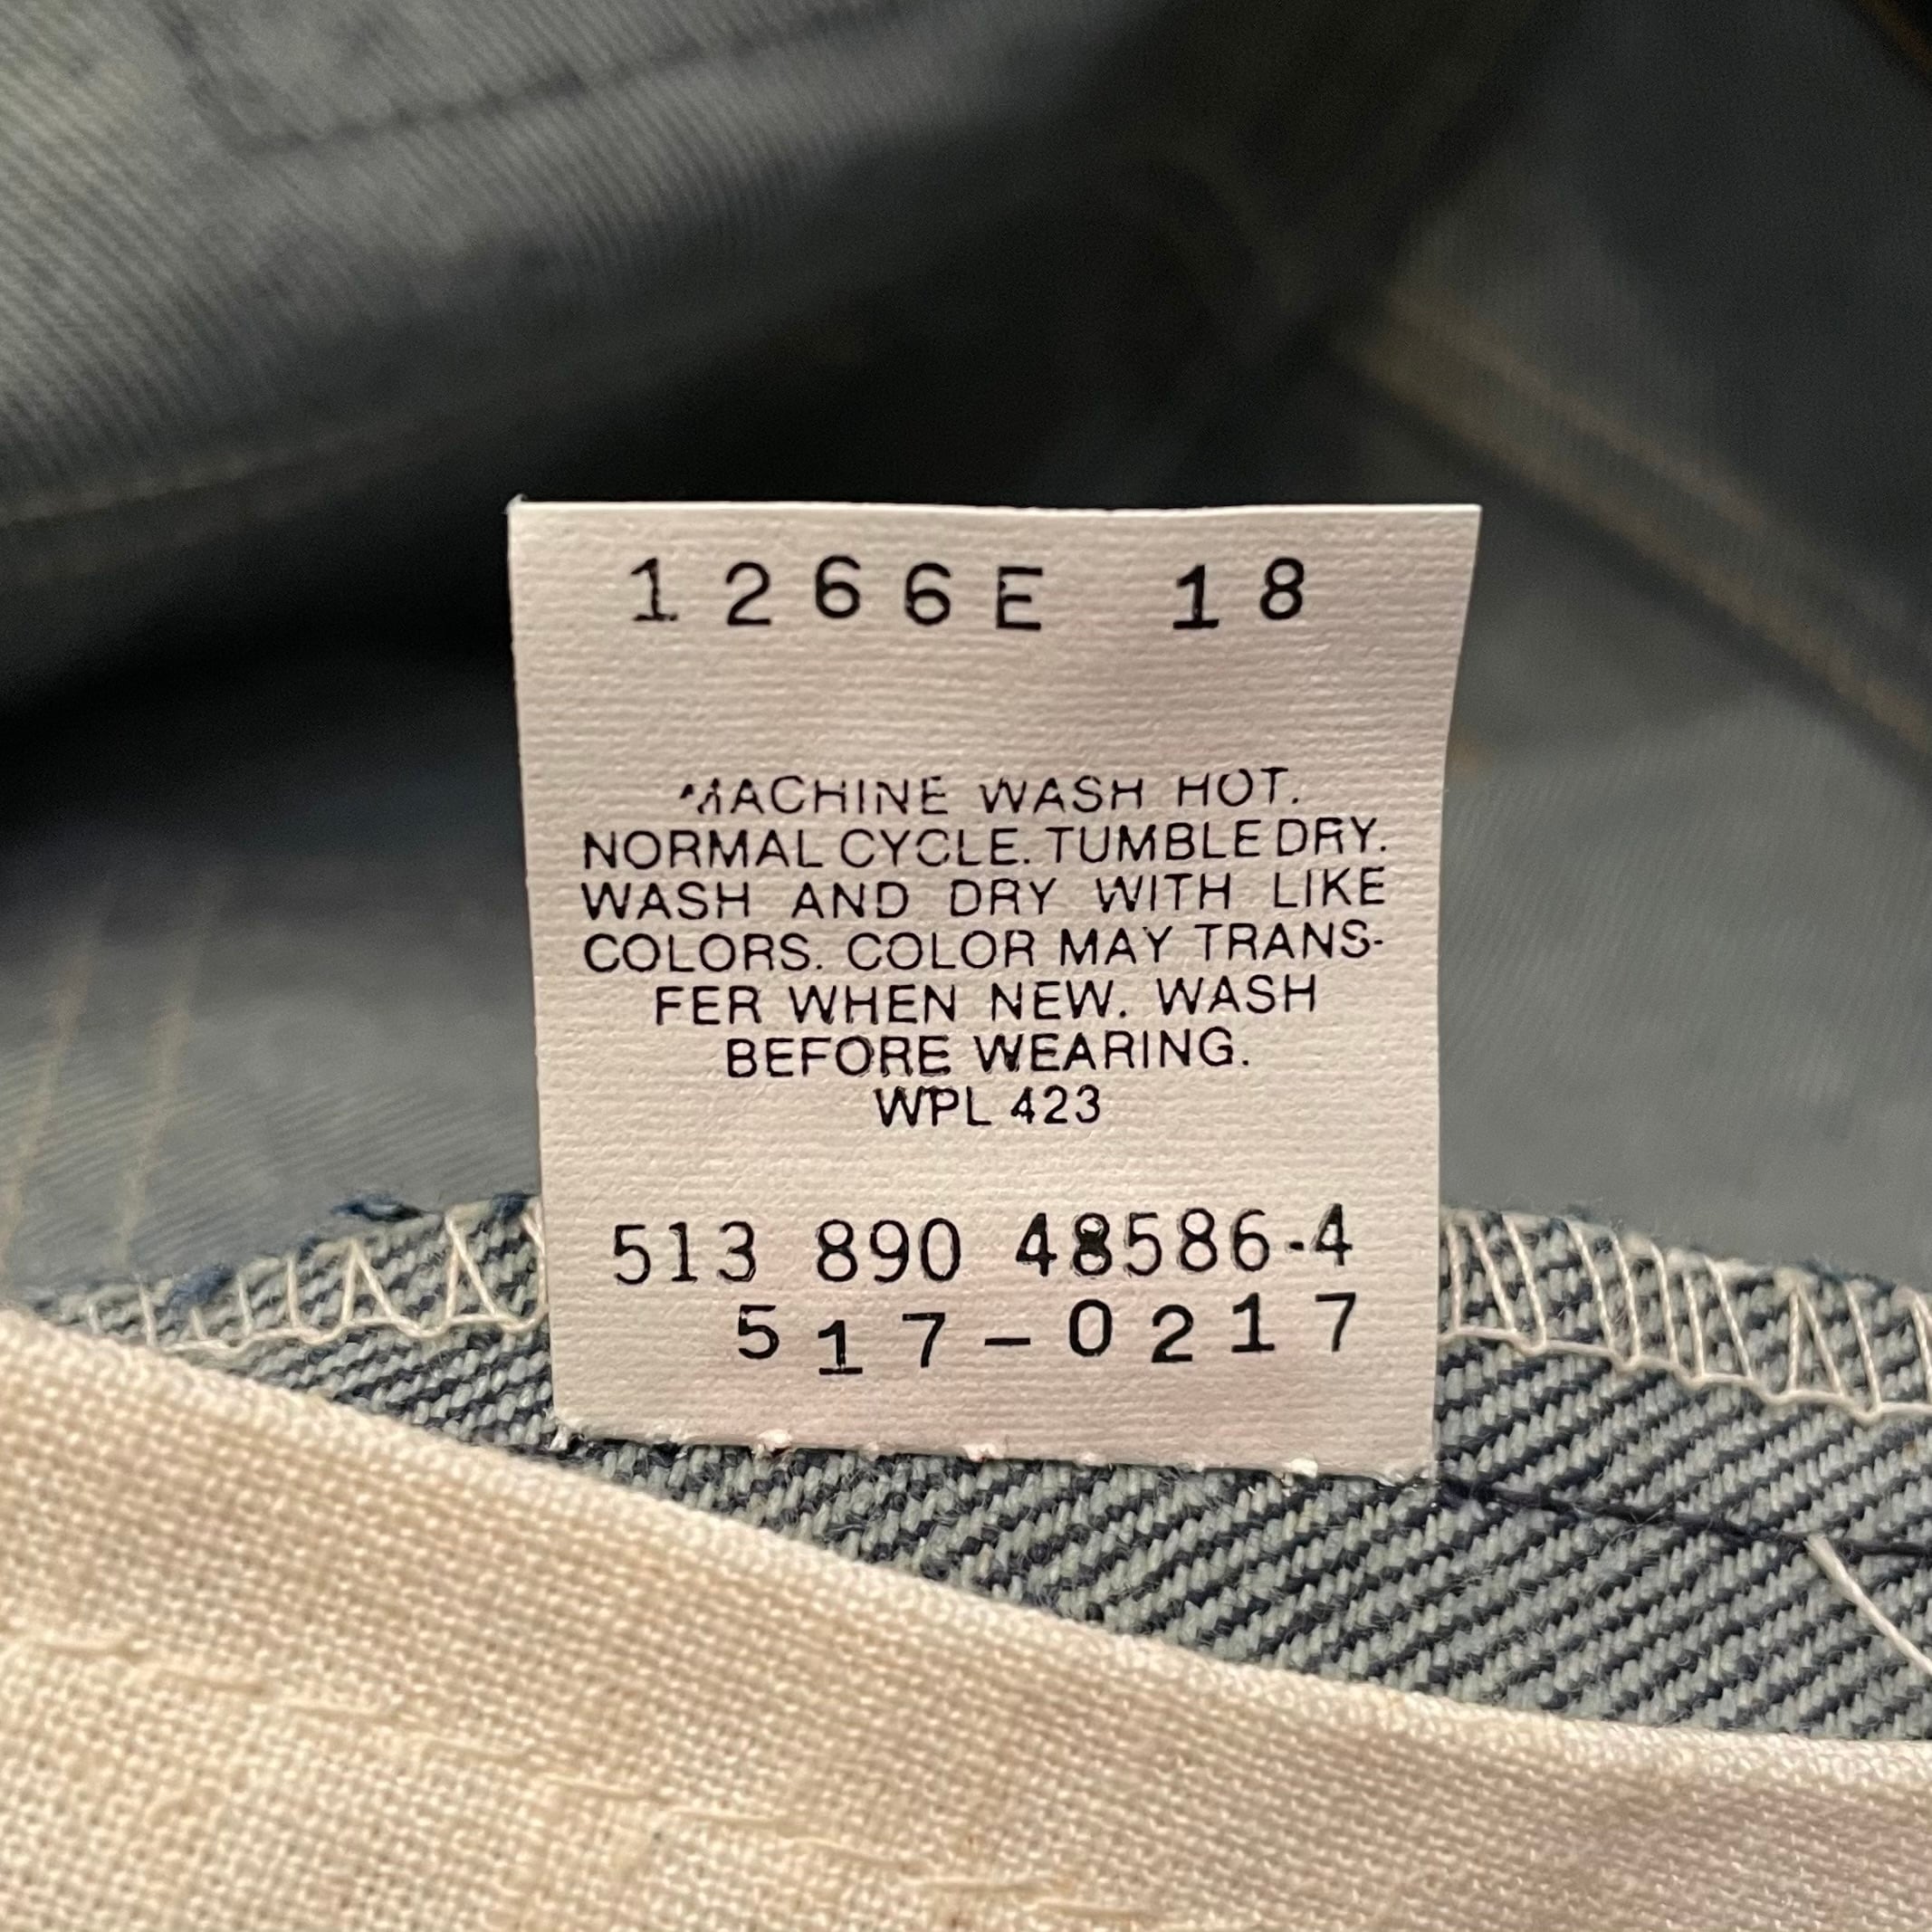 1266E 18
MACHINE WASH HOT.
NORMAL CYCLE. TUMBLE DRY.
WASH AND DRY WITH LIKE
COLORS. COLOR MAY TRANS-
FER WHEN NEW. WASH
BEFORE WEARING.
WPL 423
513 890 48586-4
517-0217